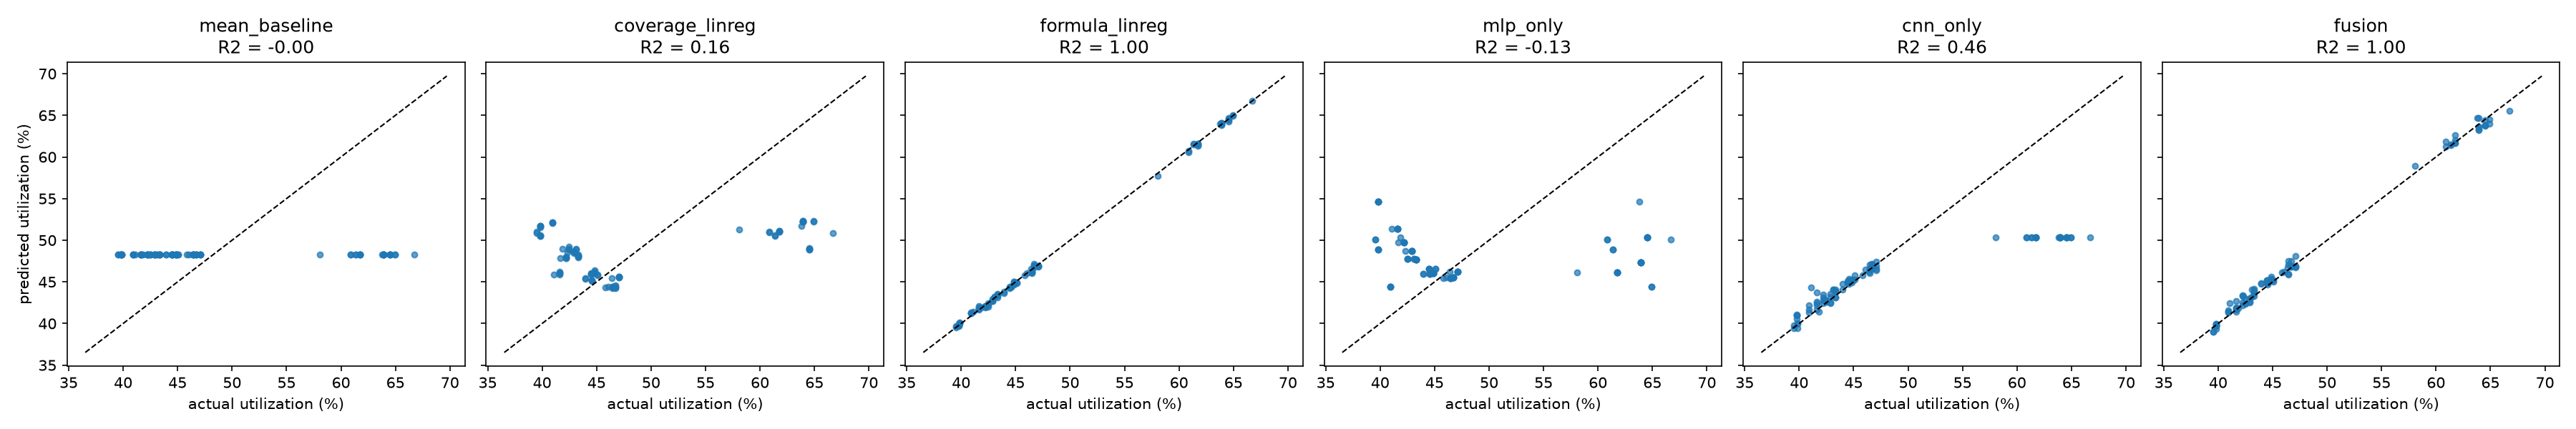 mean_baseline
R2 = -0.00
coverage_linreg
R2 = 0.16
formula_linreg
R2 = 1.00
mlp_only
R2 = -0.13
cnn_only
R2 = 0.46
fusion
R2 = 1.00
predicted utilization (%)
70
65
60
55
50
45
40
35
35 40 45 50 55 60 65 70
35 40 45 50 55 60 65 70
35 40 45 50 55 60 65 70
35 40 45 50 55 60 65 70
35 40 45 50 55 60 65 70
35 40 45 50 55 60 65 70
actual utilization (%)
actual utilization (%)
actual utilization (%)
actual utilization (%)
actual utilization (%)
actual utilization (%)